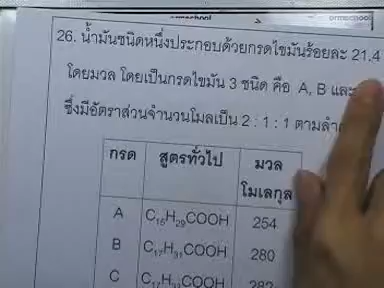 ormschool
26. น้ำมันชนิดหนึ่งประกอบด้วยกรดไขมันร้อยละ 21.4
โดยมวล โดยเป็นกรดไขมัน 3 ชนิด คือ A, B และ
ซึ่งมีอัตราส่วนจำนวนโมลเป็น 2 : 1 : 1 ตามลำ
กรด สูตรทั่วไป มวลโมเลกุล
A C15H29COOH 254
B C17H31COOH 280
C COOH 282